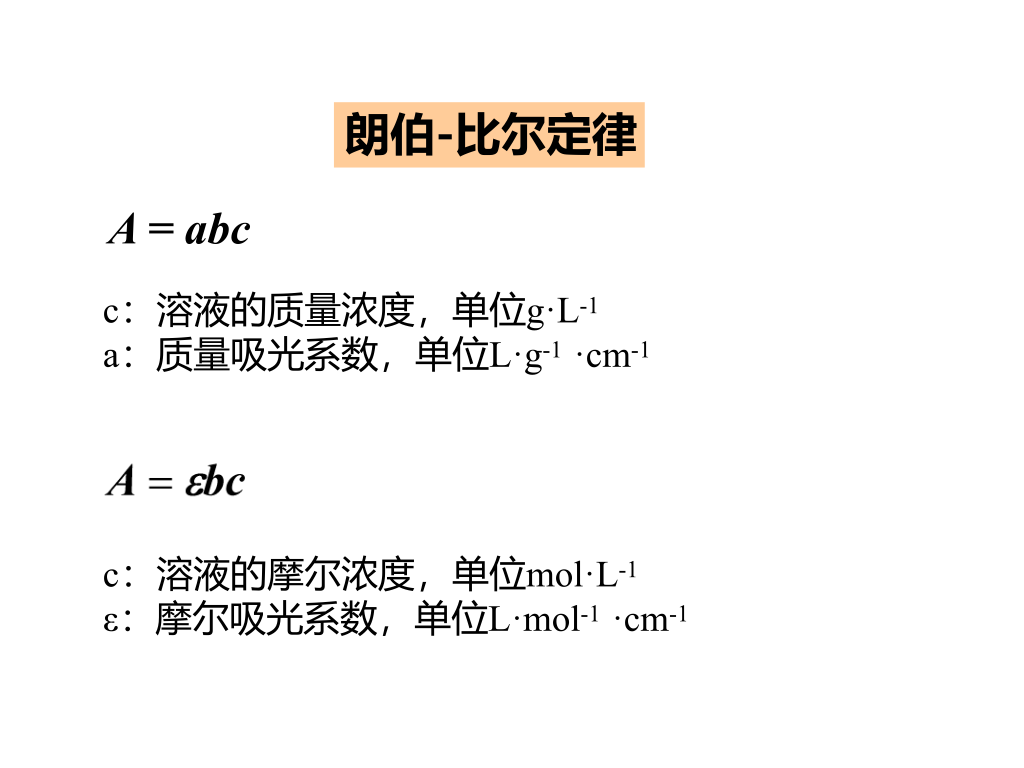 朗伯-比尔定律
A = abc
c：溶液的质量浓度，单位g·L-1
a：质量吸光系数，单位L·g-1 ·cm-1
A = εbc
c：溶液的摩尔浓度，单位mol·L-1
ε：摩尔吸光系数，单位L·mol-1 ·cm-1